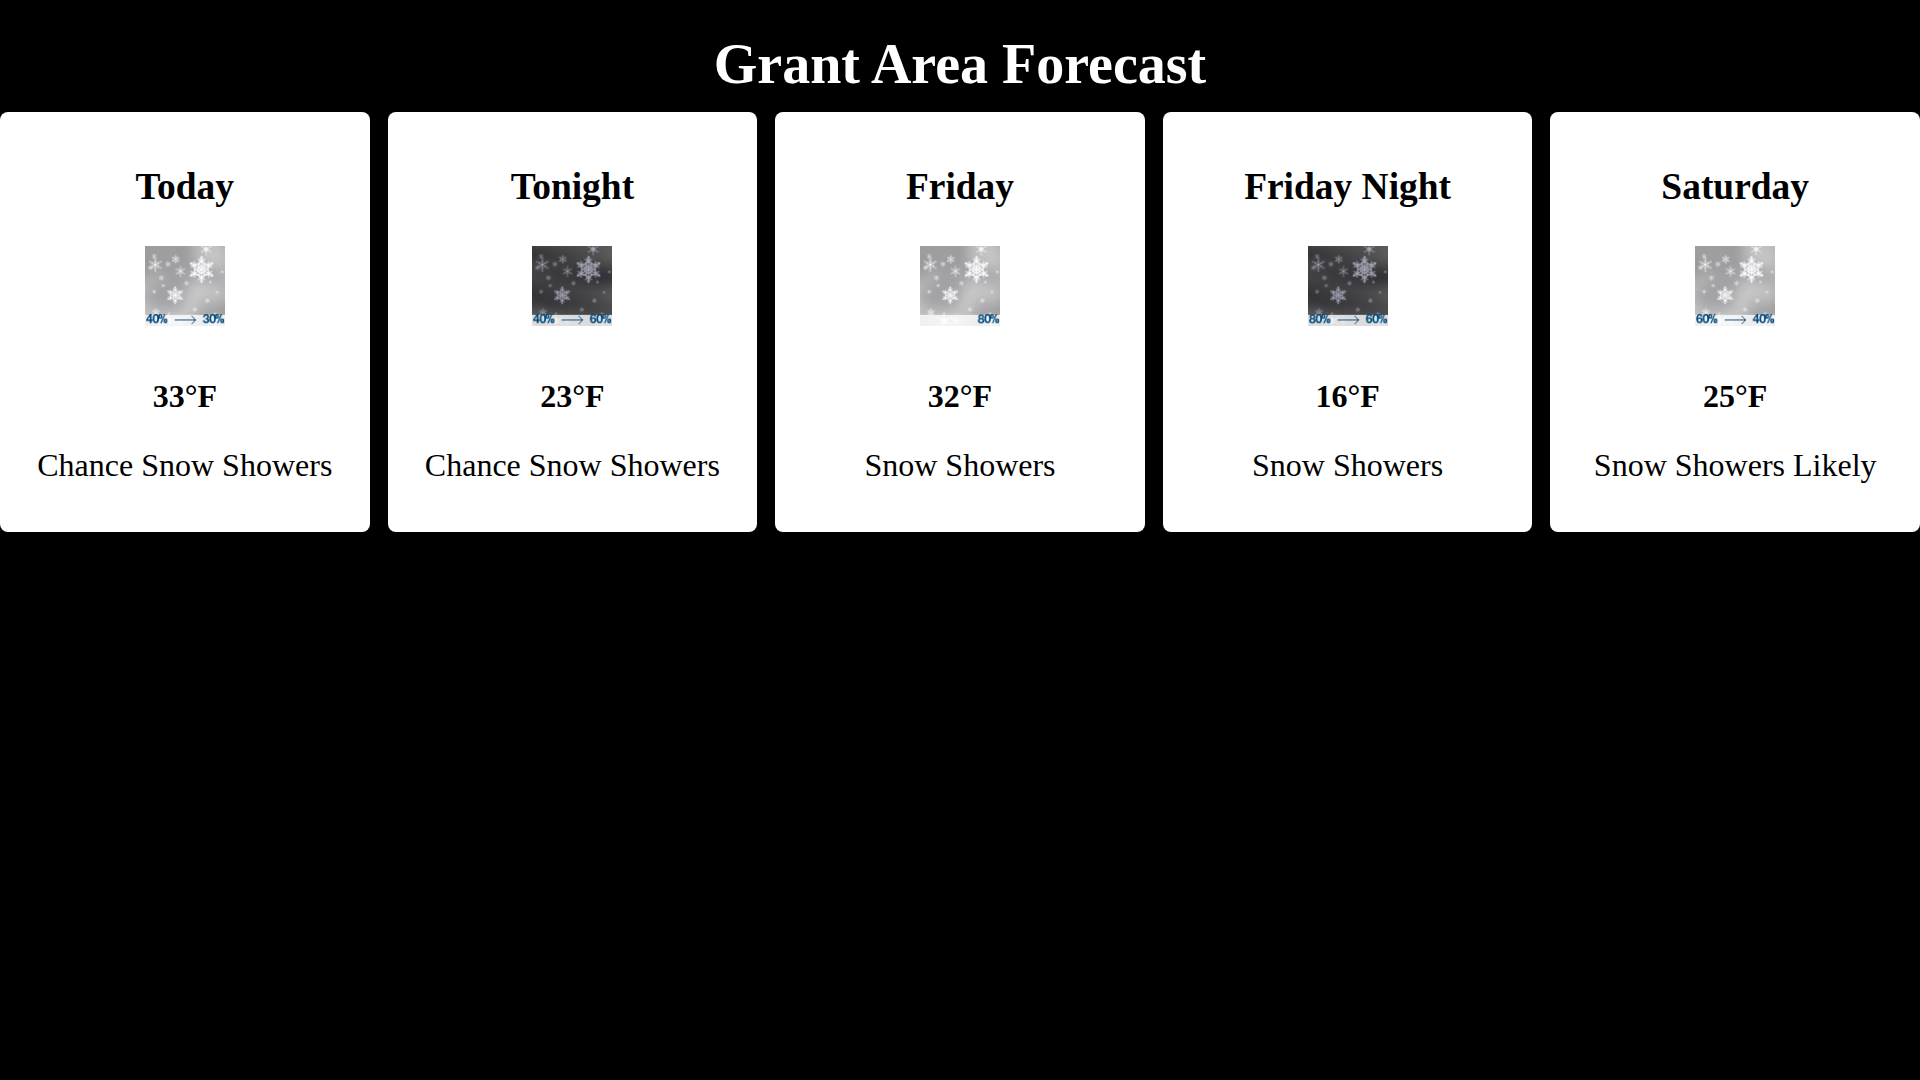 Grant Area Forecast
Today
40% → 30%
33°F
Chance Snow Showers
Tonight
40% → 60%
23°F
Chance Snow Showers
Friday
80%
32°F
Snow Showers
Friday Night
80% → 60%
16°F
Snow Showers
Saturday
60% → 40%
25°F
Snow Showers Likely